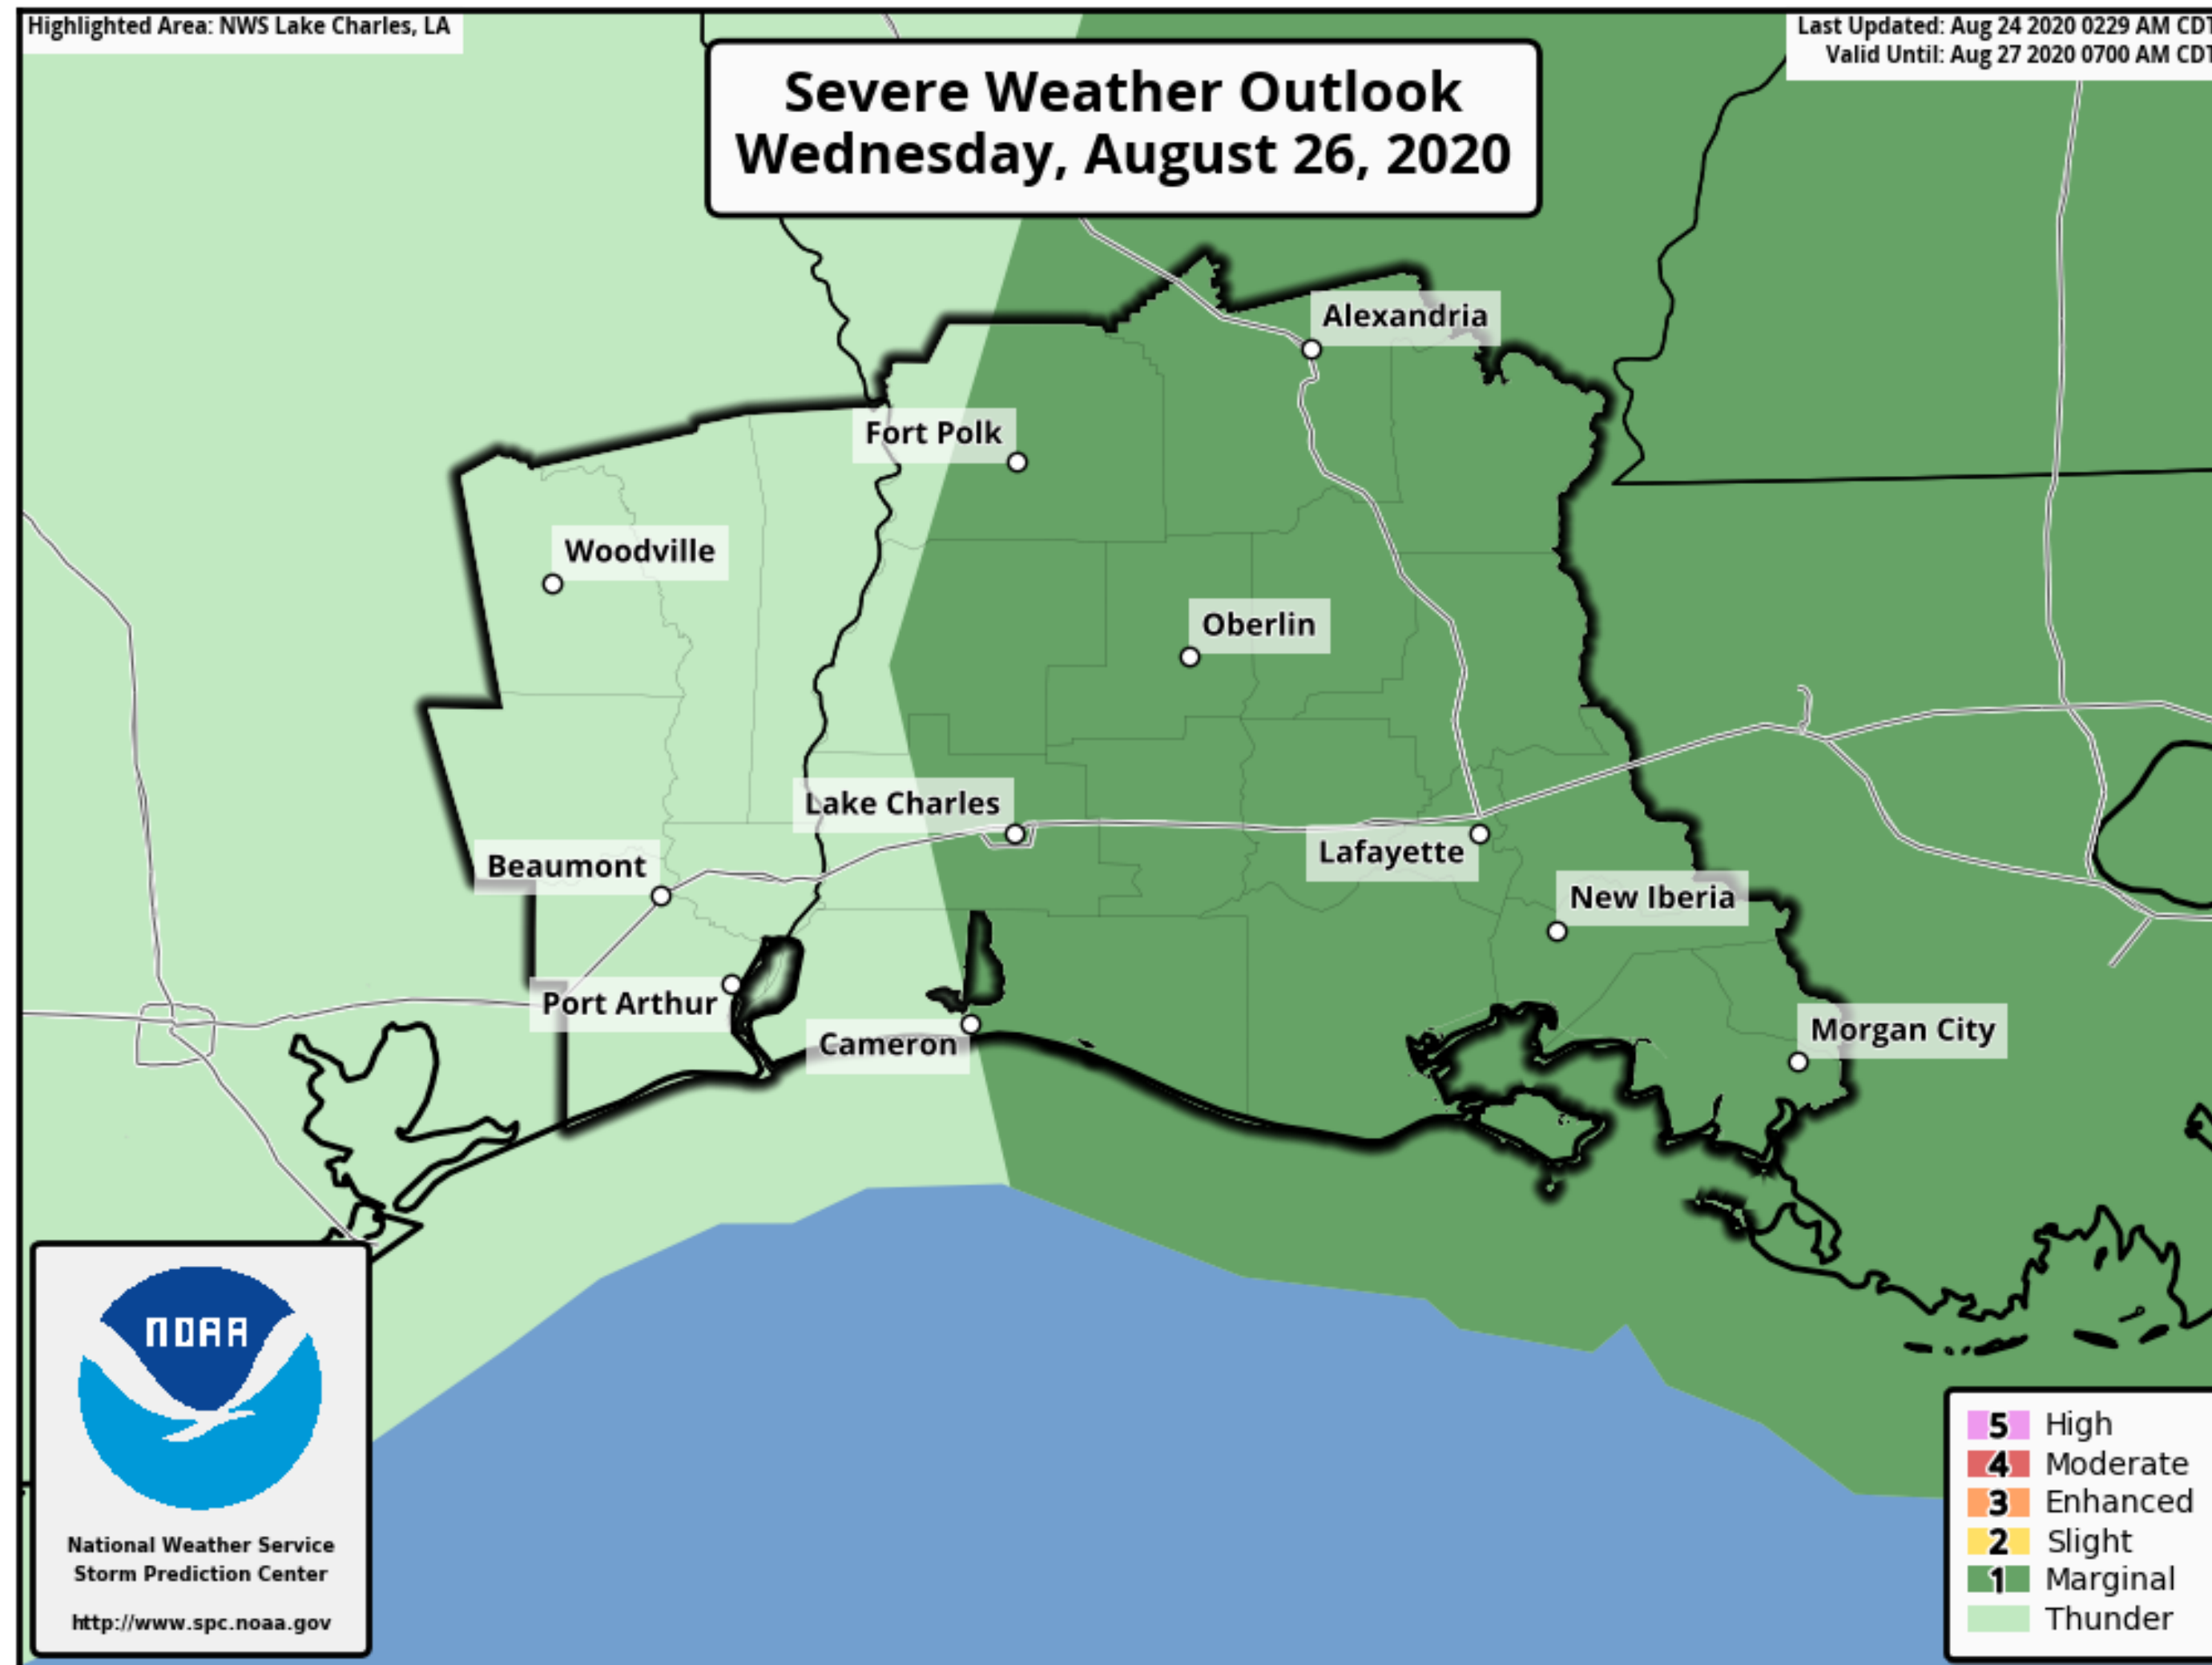 Highlighted Area: NWS Lake Charles, LA
Last Updated: Aug 24 2020 0229 AM CDT
Valid Until: Aug 27 2020 0700 AM CDT
Severe Weather Outlook
Wednesday, August 26, 2020
Alexandria
Fort Polk
Woodville
Oberlin
Lake Charles
Lafayette
Beaumont
New Iberia
Port Arthur
Cameron
Morgan City
NOAA
National Weather Service
Storm Prediction Center
http://www.spc.noaa.gov
5 High
4 Moderate
3 Enhanced
2 Slight
1 Marginal
Thunder